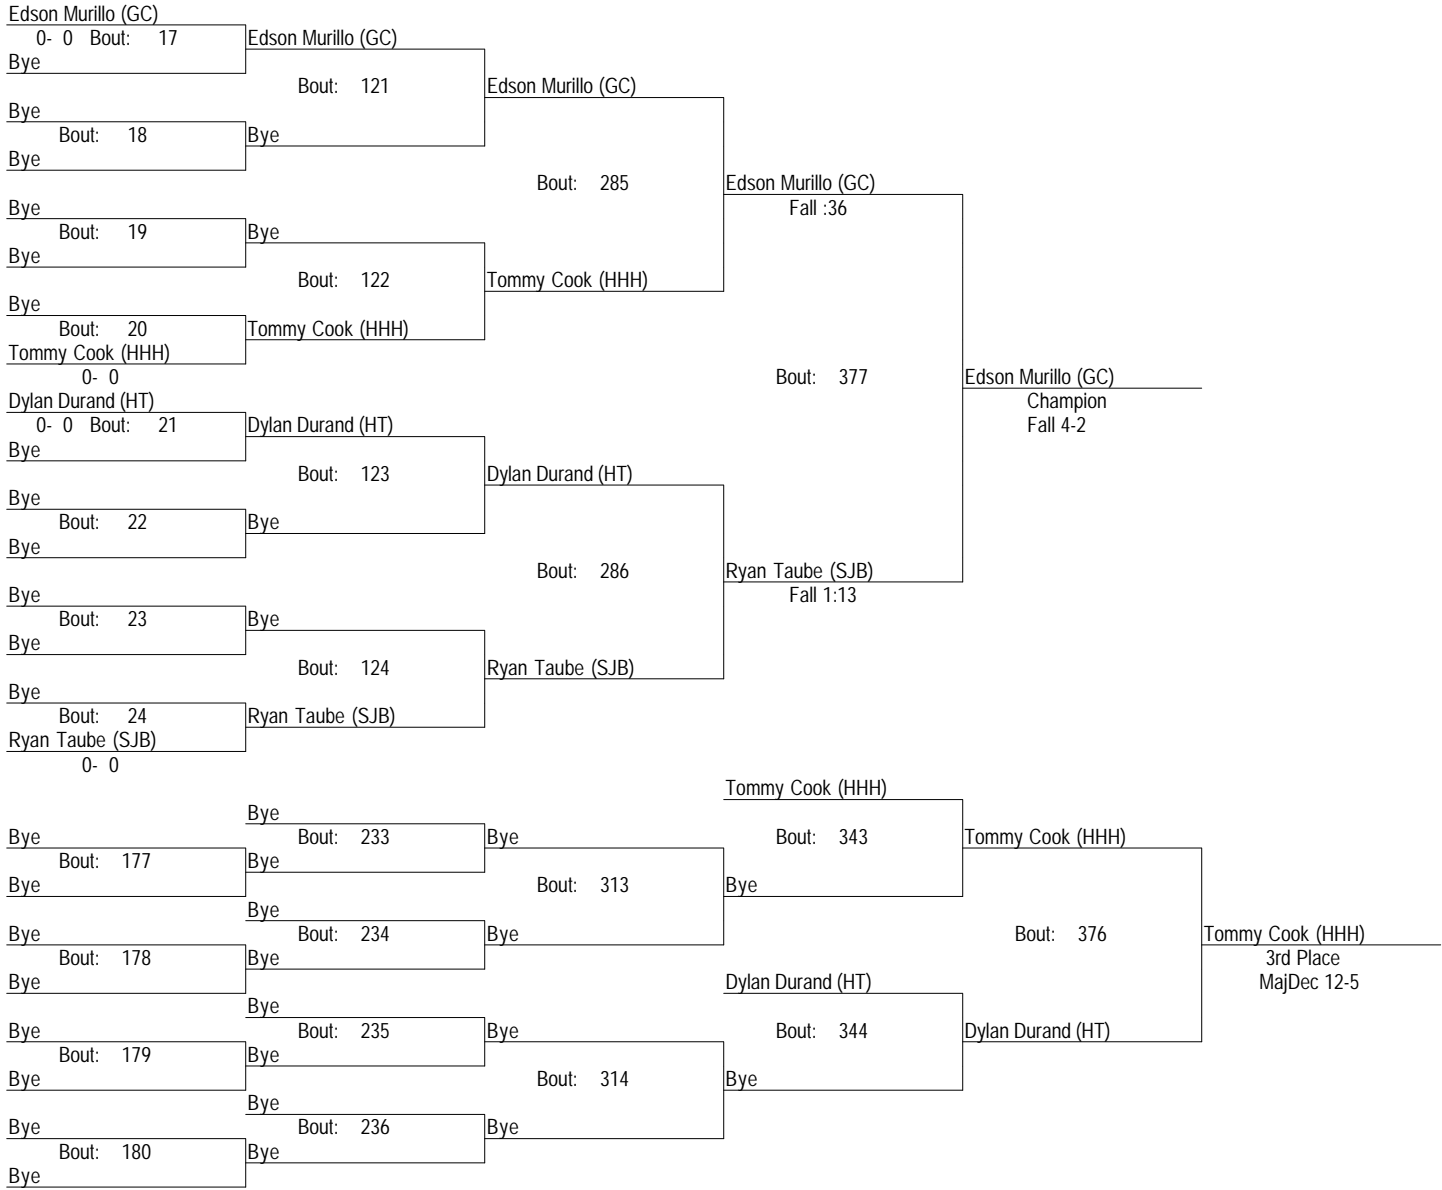 Edson Murillo (GC)
0- 0 Bout: 17 Edson Murillo (GC)
Bye
Bout: 121 Edson Murillo (GC)
Bye
Bout: 18 Bye
Bye
Bout: 285 Edson Murillo (GC)
Bye Fall :36
Bout: 19 Bye
Bye
Bout: 122 Tommy Cook (HHH)
Bye
Bout: 20 Tommy Cook (HHH)
Tommy Cook (HHH)
0- 0 Bout: 377 Edson Murillo (GC)
Dylan Durand (HT) Champion
0- 0 Bout: 21 Dylan Durand (HT) Fall 4-2
Bye
Bout: 123 Dylan Durand (HT)
Bye
Bout: 22 Bye
Bye
Bout: 286 Ryan Taube (SJB)
Bye Fall 1:13
Bout: 23 Bye
Bye
Bout: 124 Ryan Taube (SJB)
Bye
Bout: 24 Ryan Taube (SJB)
Ryan Taube (SJB)
0- 0
Tommy Cook (HHH)
Bye
Bye Bout: 233 Bye Bout: 343 Tommy Cook (HHH)
Bout: 177 Bye
Bye Bout: 313 Bye
Bye
Bye Bout: 234 Bye Bout: 376 Tommy Cook (HHH)
Bout: 178 Bye 3rd Place
Bye Dylan Durand (HT) MajDec 12-5
Bye
Bye Bout: 235 Bye Bout: 344 Dylan Durand (HT)
Bout: 179 Bye
Bye Bout: 314 Bye
Bye
Bye Bout: 236 Bye
Bout: 180 Bye
Bye